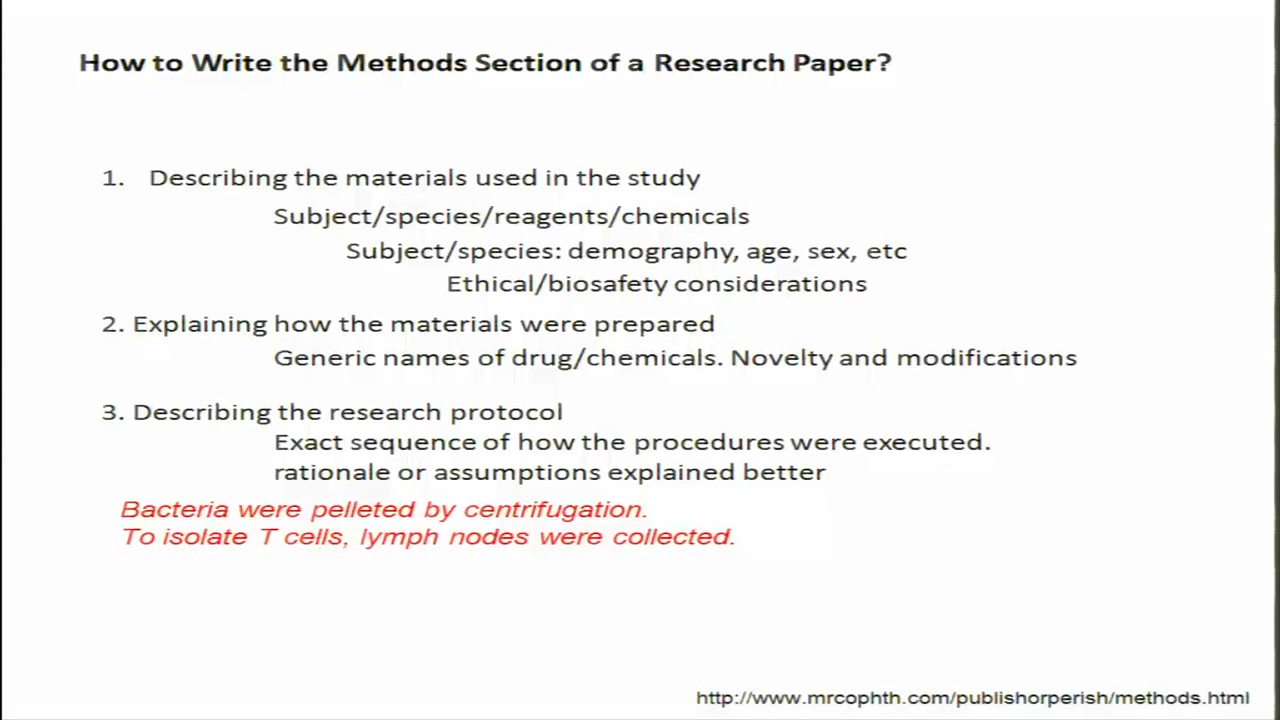 How to Write the Methods Section of a Research Paper?
1. Describing the materials used in the study
Subject/species/reagents/chemicals
Subject/species: demography, age, sex, etc
Ethical/biosafety considerations
2. Explaining how the materials were prepared
Generic names of drug/chemicals. Novelty and modifications
3. Describing the research protocol
Exact sequence of how the procedures were executed.
rationale or assumptions explained better
Bacteria were pelleted by centrifugation.
To isolate T cells, lymph nodes were collected.
http://www.mrcophth.com/publishorperish/methods.html